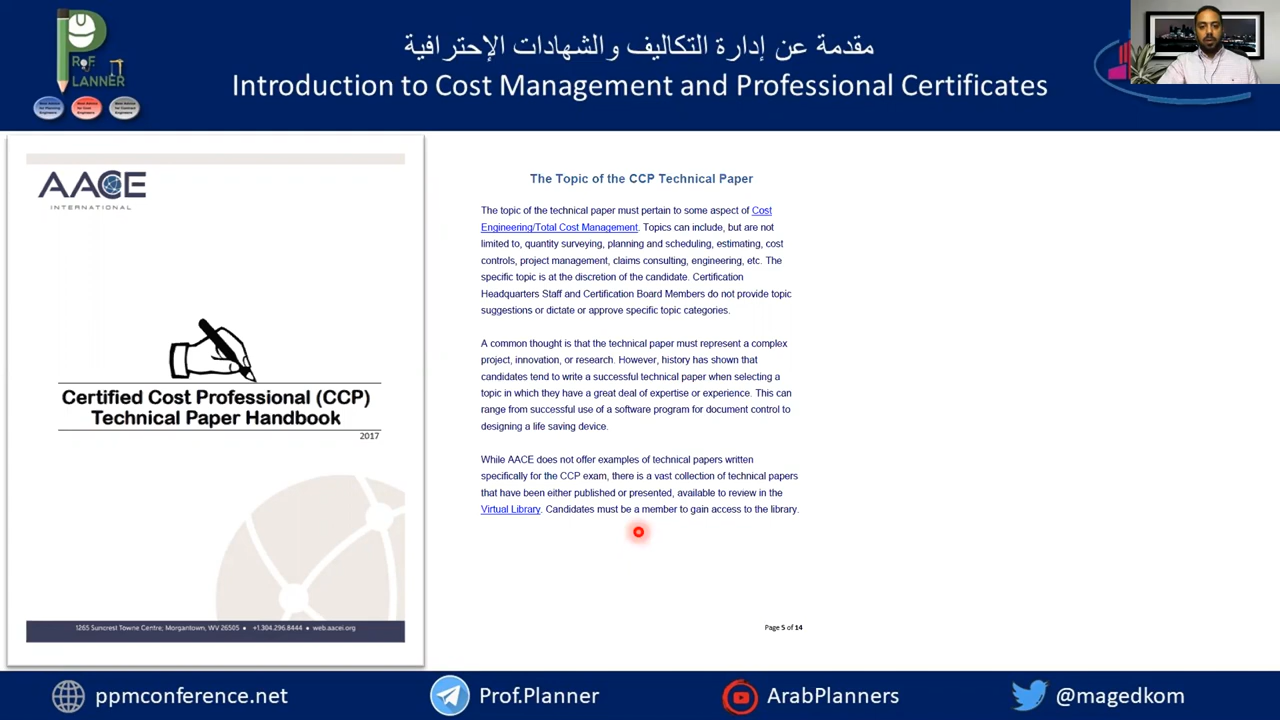 مقدمة عن إدارة التكاليف والشهادات الإحترافية
Introduction to Cost Management and Professional Certificates
Prof
PLANNER
AACE
INTERNATIONAL
Certified Cost Professional (CCP)
Technical Paper Handbook
2017
1265 Suncrest Towne Centre, Morgantown, WV 26505 • +1.304.296.8444 • web.aacei.org
The Topic of the CCP Technical Paper
The topic of the technical paper must pertain to some aspect of Cost
Engineering/Total Cost Management. Topics can include, but are not
limited to, quantity surveying, planning and scheduling, estimating, cost
controls, project management, claims consulting, engineering, etc. The
specific topic is at the discretion of the candidate. Certification
Headquarters Staff and Certification Board Members do not provide topic
suggestions or dictate or approve specific topic categories.
A common thought is that the technical paper must represent a complex
project, innovation, or research. However, history has shown that
candidates tend to write a successful technical paper when selecting a
topic in which they have a great deal of expertise or experience. This can
range from successful use of a software program for document control to
designing a life saving device.
While AACE does not offer examples of technical papers written
specifically for the CCP exam, there is a vast collection of technical papers
that have been either published or presented, available to review in the
Virtual Library. Candidates must be a member to gain access to the library.
Page 5 of 14
ppmconference.net
Prof.Planner
ArabPlanners
@magedkom